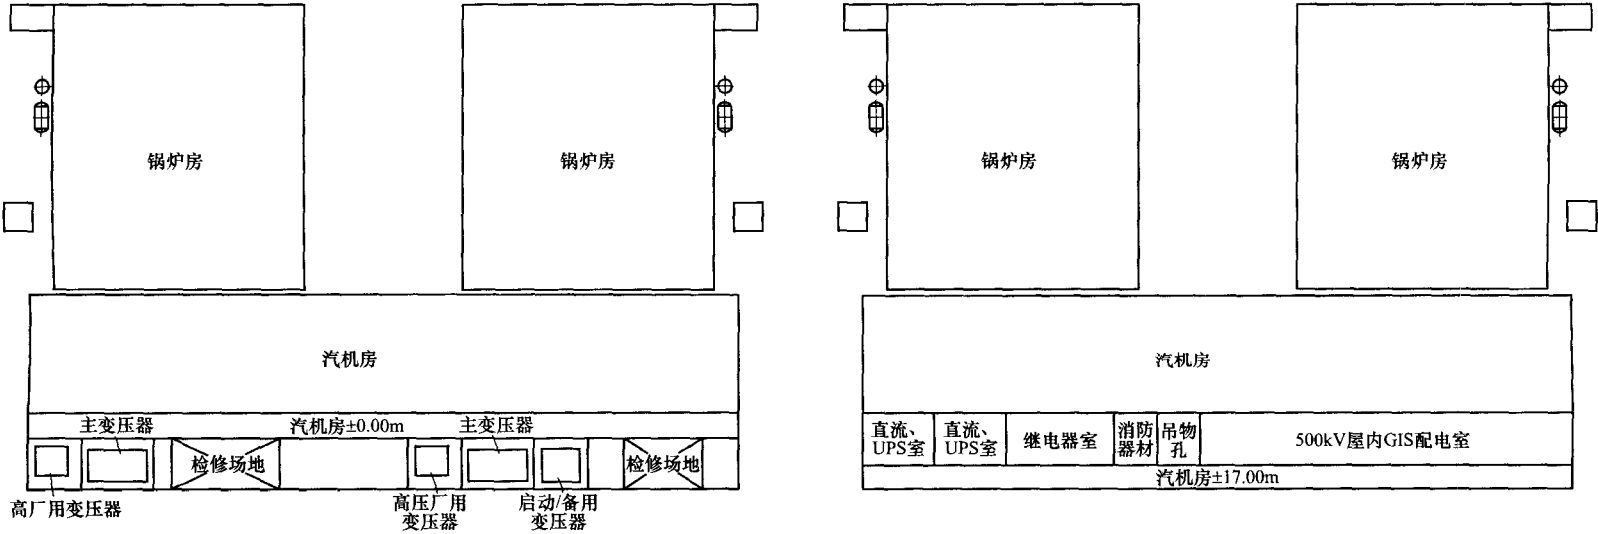 锅炉房
锅炉房
汽机房
主变压器
汽机房±0.00m
主变压器
检修场地
检修场地
高厂用变压器
高压厂用
变压器
启动/备用
变压器
锅炉房
锅炉房
汽机房
直流、
UPS室
直流、
UPS室
继电器室
消防
器材
吊物
孔
500kV屋内GIS配电室
汽机房±17.00m